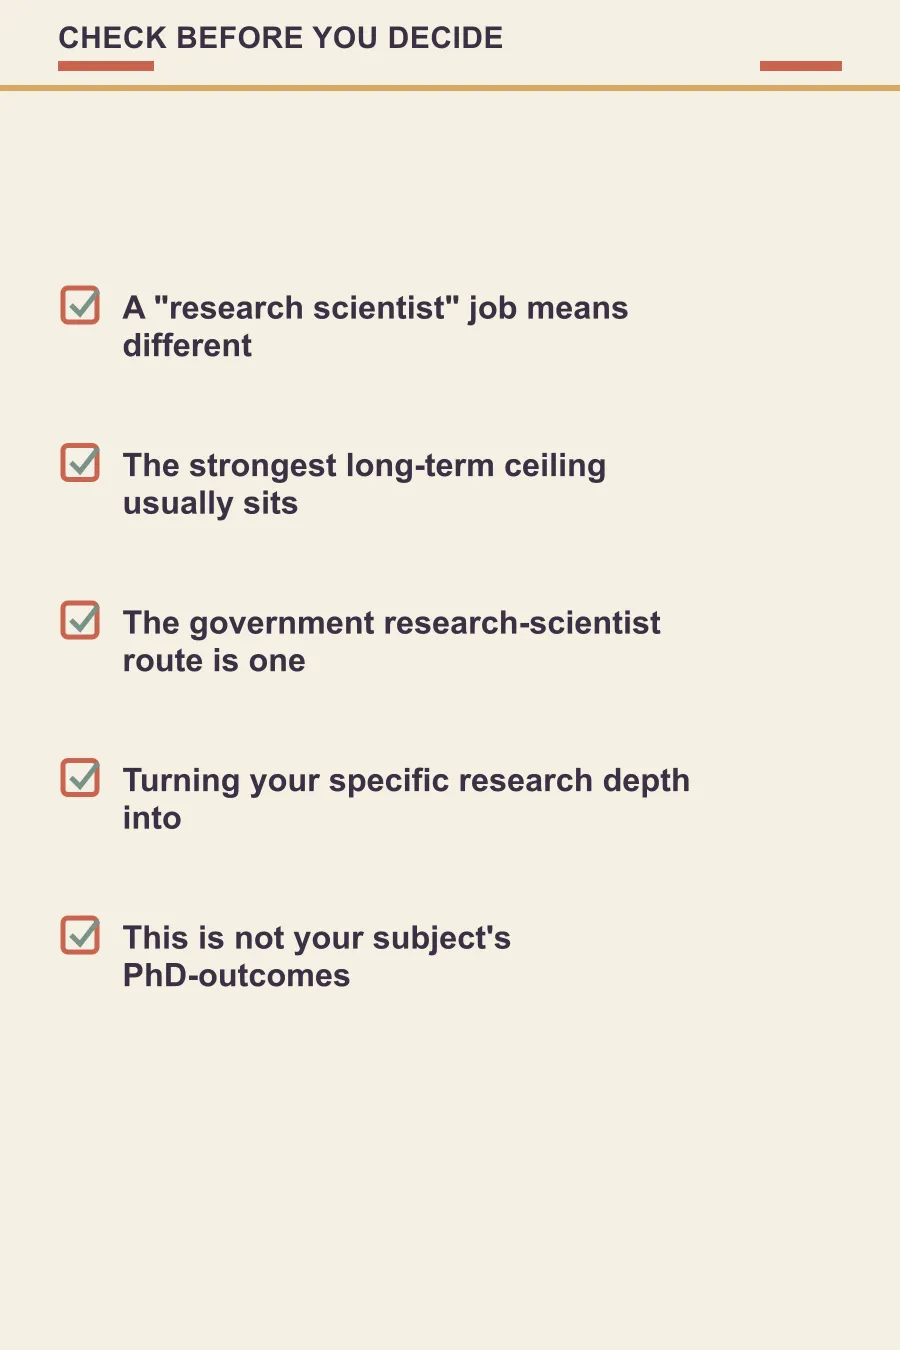 CHECK BEFORE YOU DECIDE
A "research scientist" job means
different
The strongest long-term ceiling
usually sits
The government research-scientist
route is one
Turning your specific research depth
into
This is not your subject's
PhD-outcomes